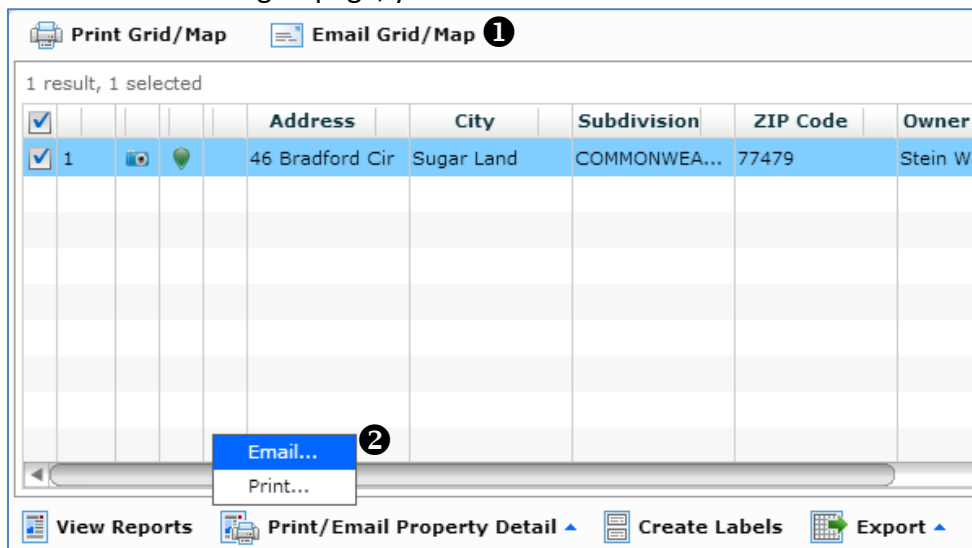 Print Grid/Map Email Grid/Map ❶
1 result, 1 selected
Address City Subdivision ZIP Code Owner
1 46 Bradford Cir Sugar Land COMMONWEA... 77479 Stein W
Email... ❷
Print...
View Reports Print/Email Property Detail Create Labels Export